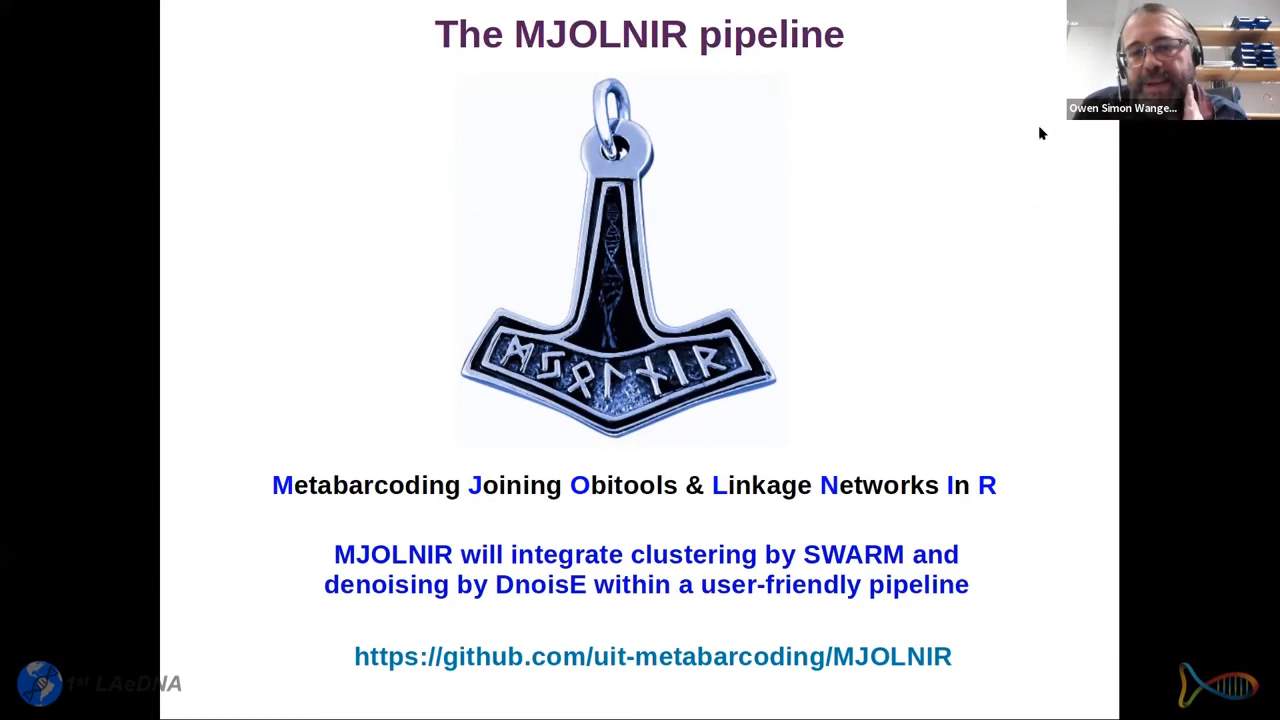 The MJOLNIR pipeline
Owen Simon Wange...
ᛗᛃᛟᛚᚾᛁᚱ
Metabarcoding Joining Obitools & Linkage Networks In R
MJOLNIR will integrate clustering by SWARM and
denoising by DnoisE within a user-friendly pipeline
https://github.com/uit-metabarcoding/MJOLNIR
1st LAeDNA